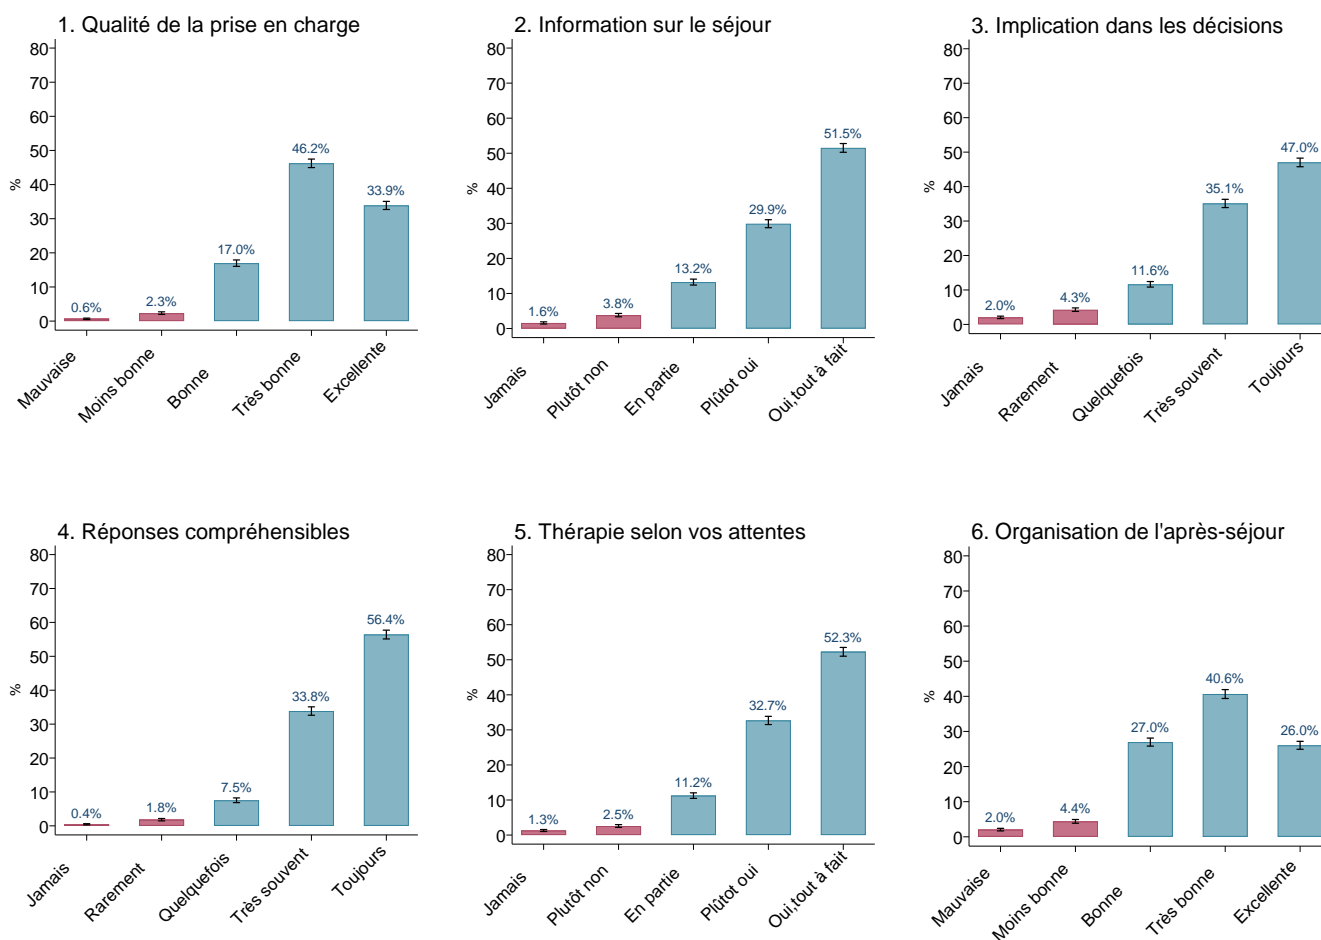 1. Qualité de la prise en charge
80
70
60
50
40
30
20
10
0
%
0.6%
2.3%
17.0%
46.2%
33.9%
Mauvaise
Moins bonne
Bonne
Très bonne
Excellente
2. Information sur le séjour
80
70
60
50
40
30
20
10
0
%
1.6%
3.8%
13.2%
29.9%
51.5%
Jamais
Plutôt non
En partie
Plûtot oui
Oui,tout à fait
3. Implication dans les décisions
80
70
60
50
40
30
20
10
0
%
2.0%
4.3%
11.6%
35.1%
47.0%
Jamais
Rarement
Quelquefois
Très souvent
Toujours
4. Réponses compréhensibles
80
70
60
50
40
30
20
10
0
%
0.4%
1.8%
7.5%
33.8%
56.4%
Jamais
Rarement
Quelquefois
Très souvent
Toujours
5. Thérapie selon vos attentes
80
70
60
50
40
30
20
10
0
%
1.3%
2.5%
11.2%
32.7%
52.3%
Jamais
Plutôt non
En partie
Plûtot oui
Oui,tout à fait
6. Organisation de l'après-séjour
80
70
60
50
40
30
20
10
0
%
2.0%
4.4%
27.0%
40.6%
26.0%
Mauvaise
Moins bonne
Bonne
Très bonne
Excellente